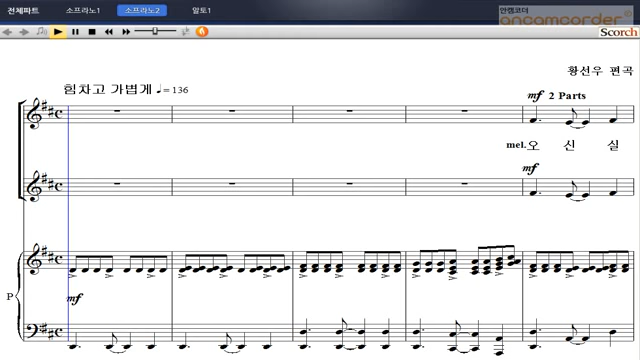 전체파트 소프라노1 소프라노2 알토1
안캠코더
ancamcorder®
Scorch
황선우 편곡
힘차고 가볍게 ♩= 136
mf 2 Parts
mel. 오 신 실
mf
P mf